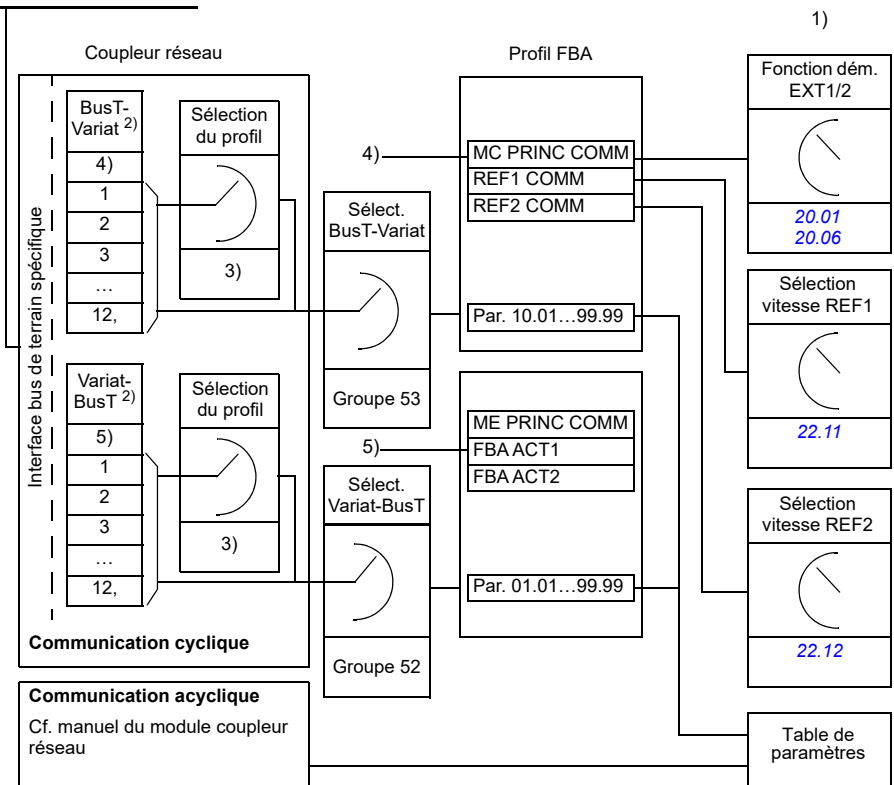 1)
Coupleur réseau
Profil FBA
Interface bus de terrain spécifique
BusT-
Variat 2)
4)
1
2
3
…
12,
Sélection
du profil
3)
Variat-
BusT 2)
5)
1
2
3
…
12,
Sélection
du profil
3)
Communication cyclique
Communication acyclique
Cf. manuel du module coupleur
réseau
4)
Sélect.
BusT-Variat
Groupe 53
5)
Sélect.
Variat-BusT
Groupe 52
MC PRINC COMM
REF1 COMM
REF2 COMM
Par. 10.01…99.99
ME PRINC COMM
FBA ACT1
FBA ACT2
Par. 01.01…99.99
Fonction dém.
EXT1/2
20.01
20.06
Sélection
vitesse REF1
22.11
Sélection
vitesse REF2
22.12
Table de
paramètres